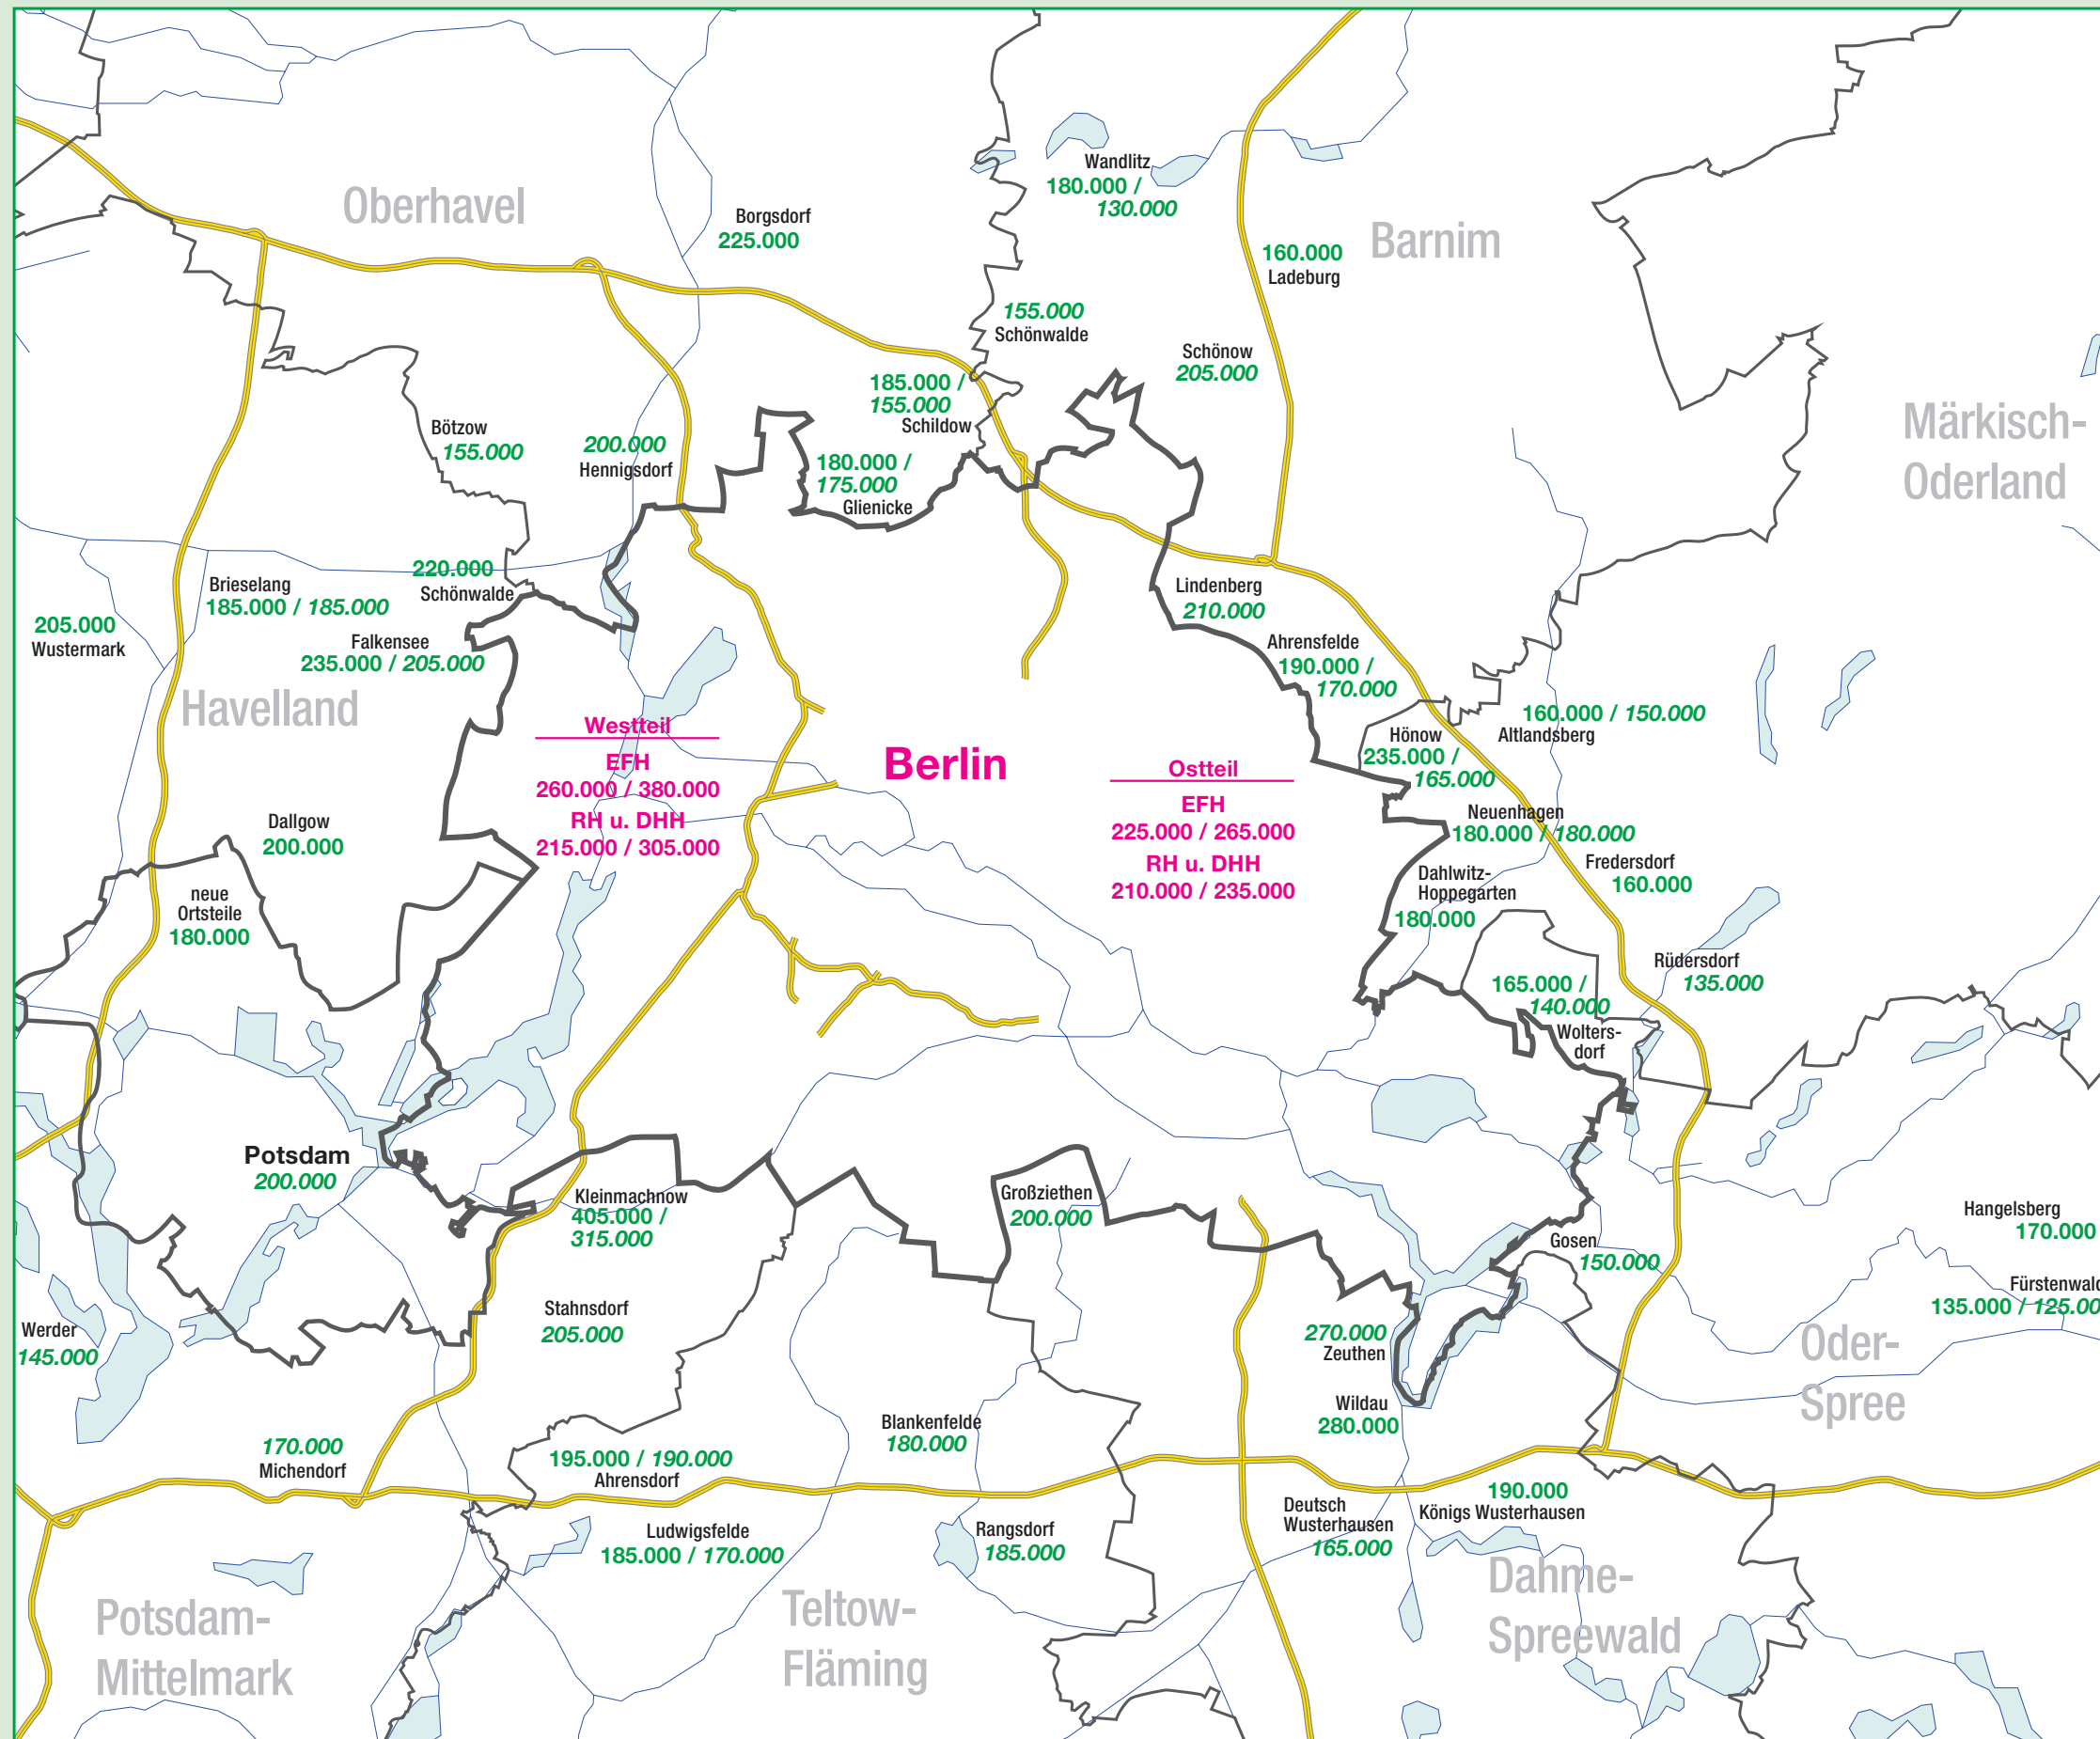 Oberhavel
Borgsdorf
225.000
Wandlitz
180.000 /
130.000
Barnim
160.000
Ladeburg
155.000
Schönwalde
Schönow
205.000
185.000 /
155.000
Schildow
Märkisch-
Oderland
Bötzow
155.000
200.000
Hennigsdorf
180.000 /
175.000
Glienicke
220.000
Schönwalde
Brieselang
185.000 / 185.000
205.000
Wustermark
Falkensee
235.000 / 205.000
Havelland
Lindenberg
210.000
Ahrensfelde
190.000 /
170.000
160.000 / 150.000
Altlandsberg
Hönow
235.000 /
165.000
Westteil
EFH
260.000 / 380.000
RH u. DHH
215.000 / 305.000
Berlin
Ostteil
EFH
225.000 / 265.000
RH u. DHH
210.000 / 235.000
Neuenhagen
180.000 / 180.000
Dallgow
200.000
Fredersdorf
160.000
Dahlwitz-
Hoppegarten
180.000
neue
Ortsteile
180.000
Rüdersdorf
135.000
165.000 /
140.000
Wolters-
dorf
Potsdam
200.000
Kleinmachnow
405.000 /
315.000
Großziethen
200.000
Hangelsberg
170.000
Gosen
150.000
Fürstenwald
135.000 / 125.00
Stahnsdorf
205.000
Werder
145.000
270.000
Zeuthen
Oder-
Spree
Wildau
280.000
Blankenfelde
180.000
170.000
Michendorf
195.000 / 190.000
Ahrensdorf
190.000
Königs Wusterhausen
Deutsch
Wusterhausen
165.000
Ludwigsfelde
185.000 / 170.000
Rangsdorf
185.000
Dahme-
Spreewald
Potsdam-
Mittelmark
Teltow-
Fläming